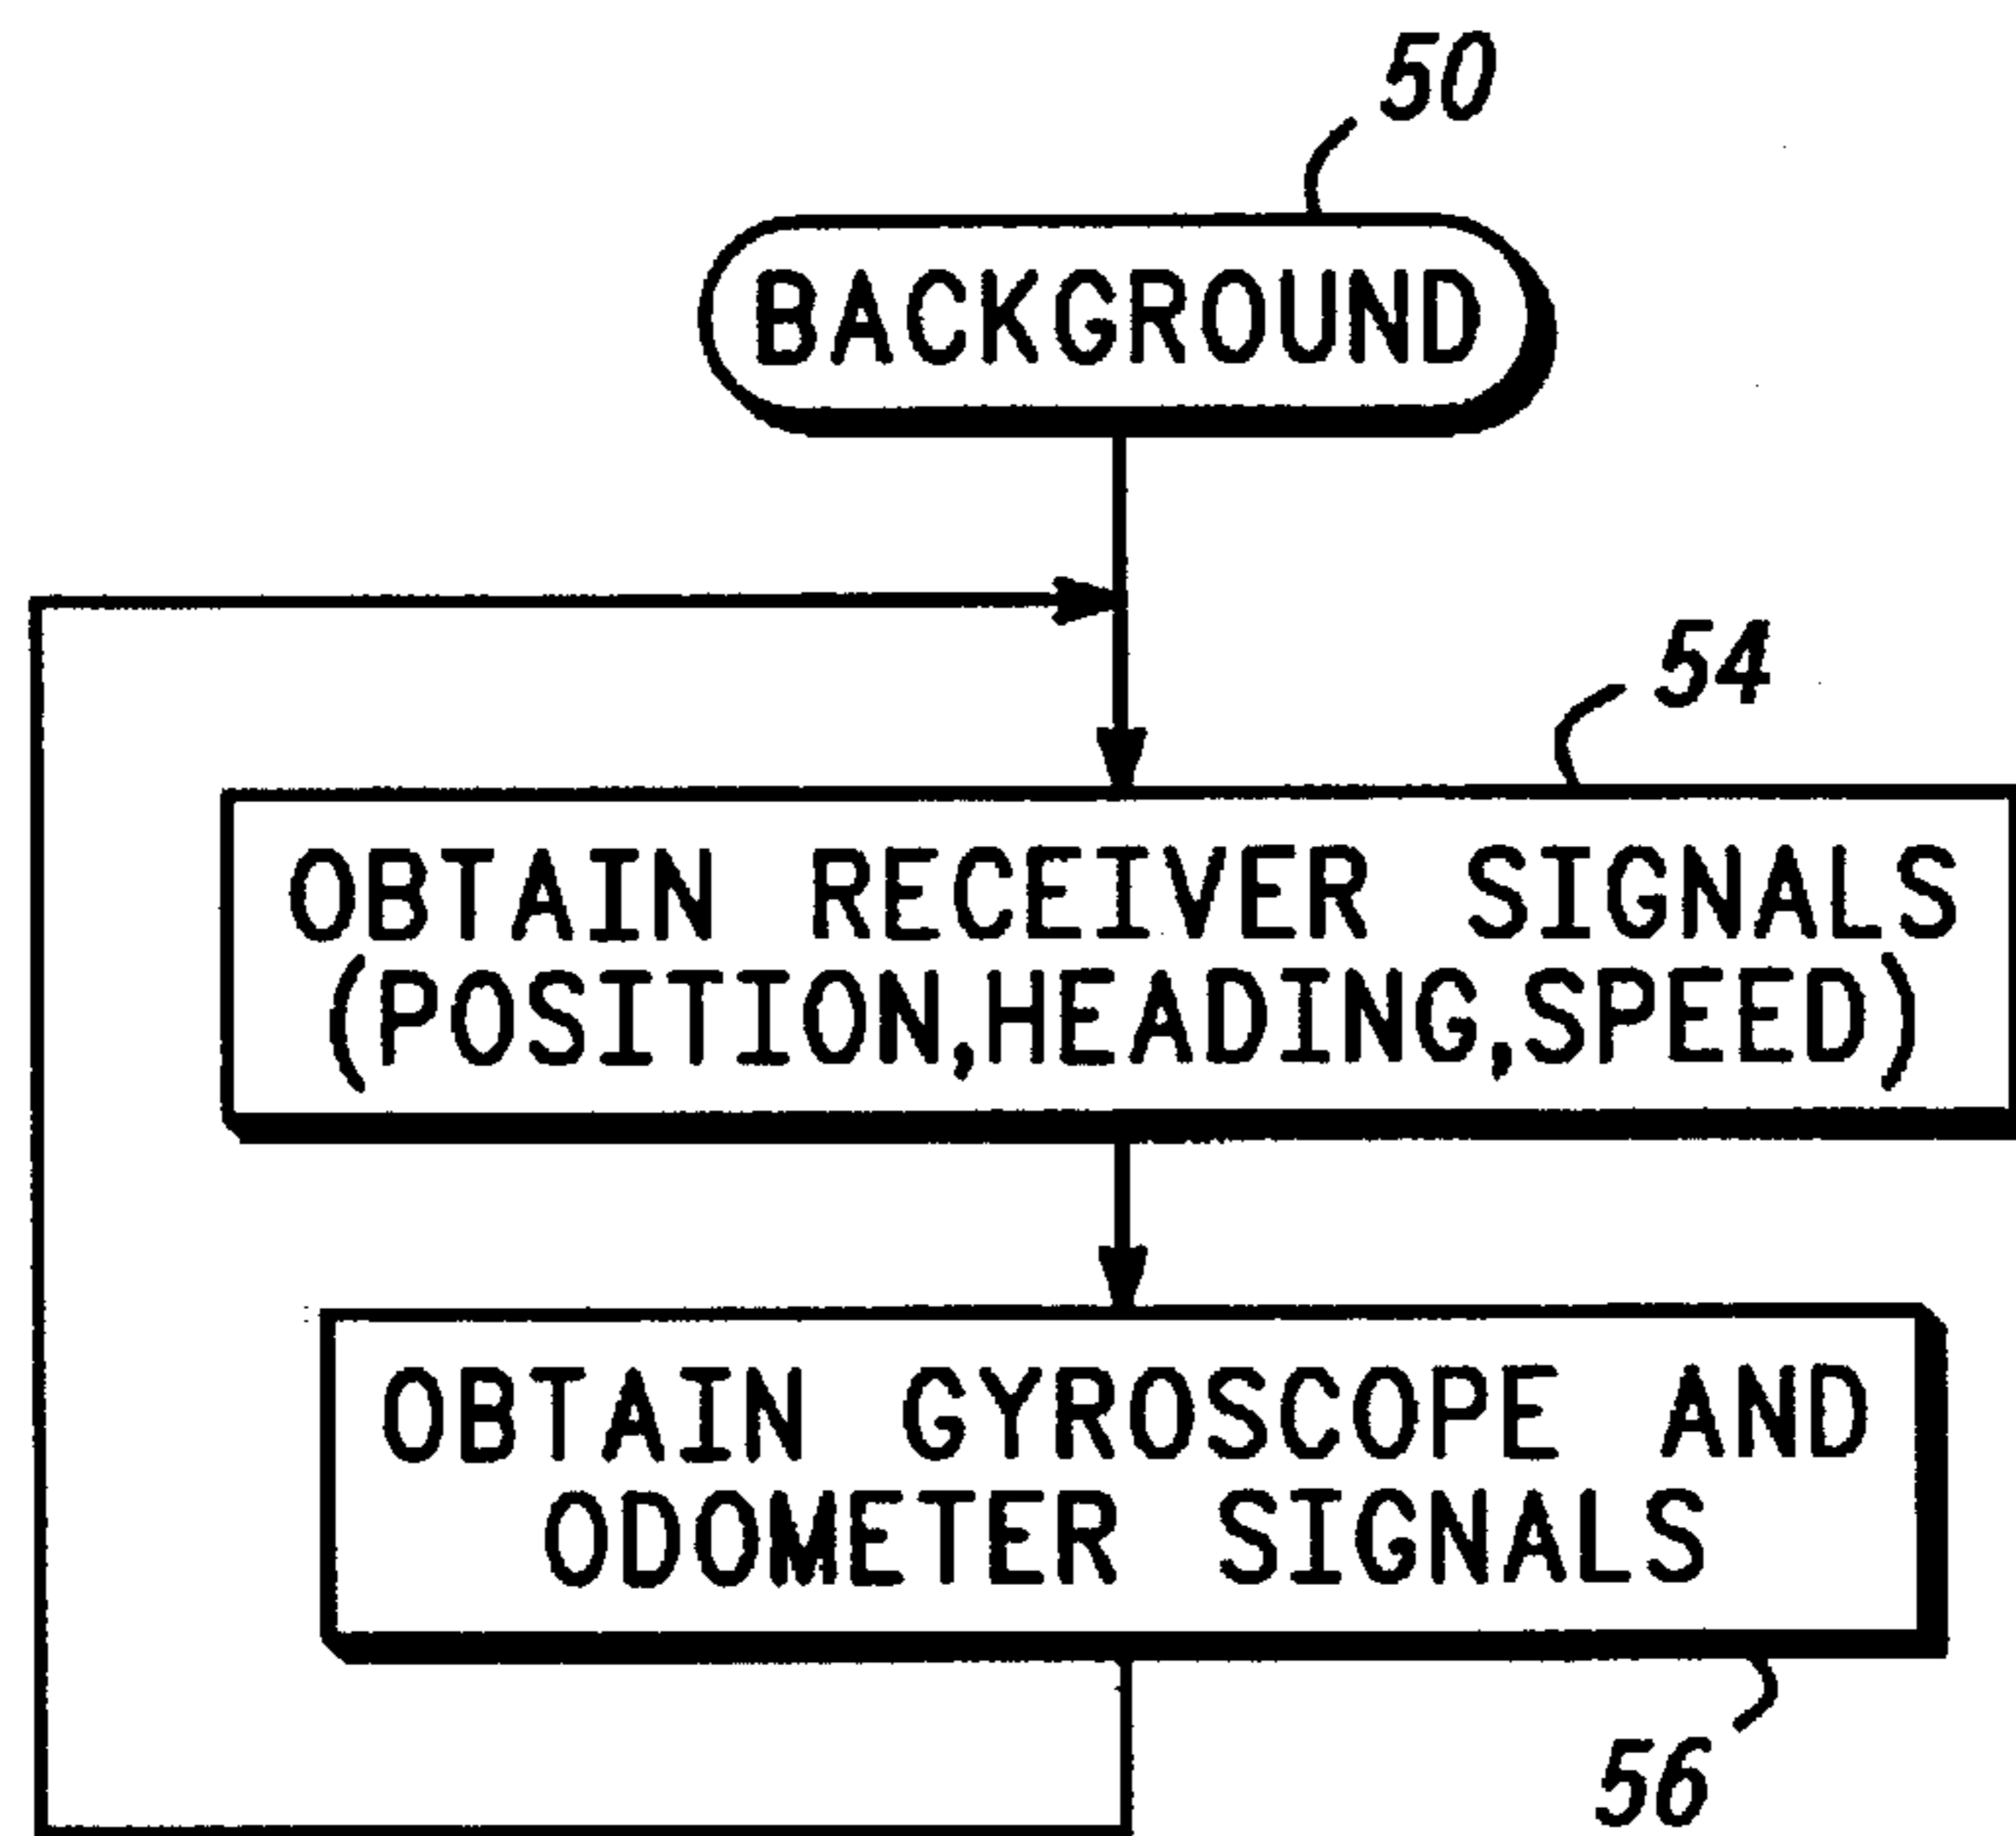 50
BACKGROUND
54
OBTAIN RECEIVER SIGNALS
(POSITION,HEADING,SPEED)
OBTAIN GYROSCOPE AND
ODOMETER SIGNALS
56